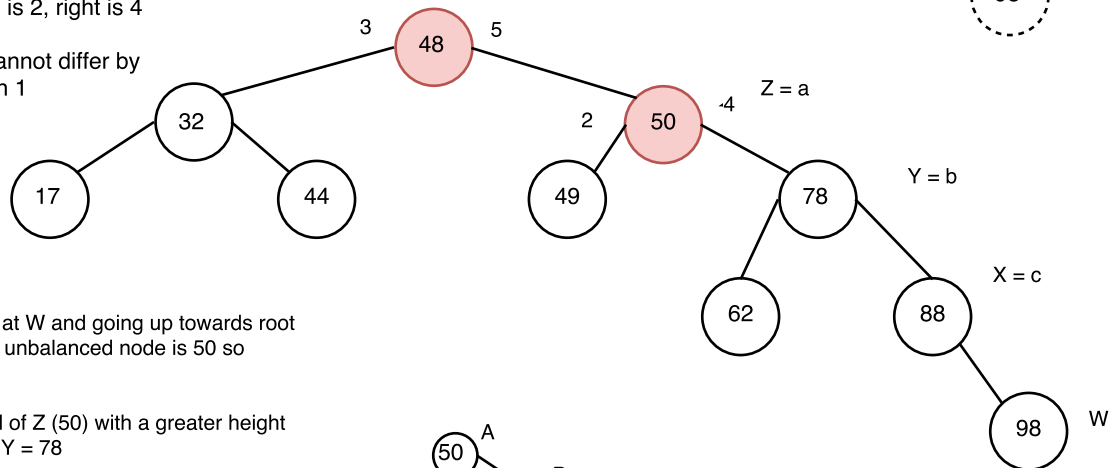 is 2, right is 4
annot differ by
n 1
3
48
5
32
2
50
4
Z = a
17
44
49
78
Y = b
62
88
X = c
at W and going up towards root
unbalanced node is 50 so
of Z (50) with a greater height
Y = 78
98
W
50
A